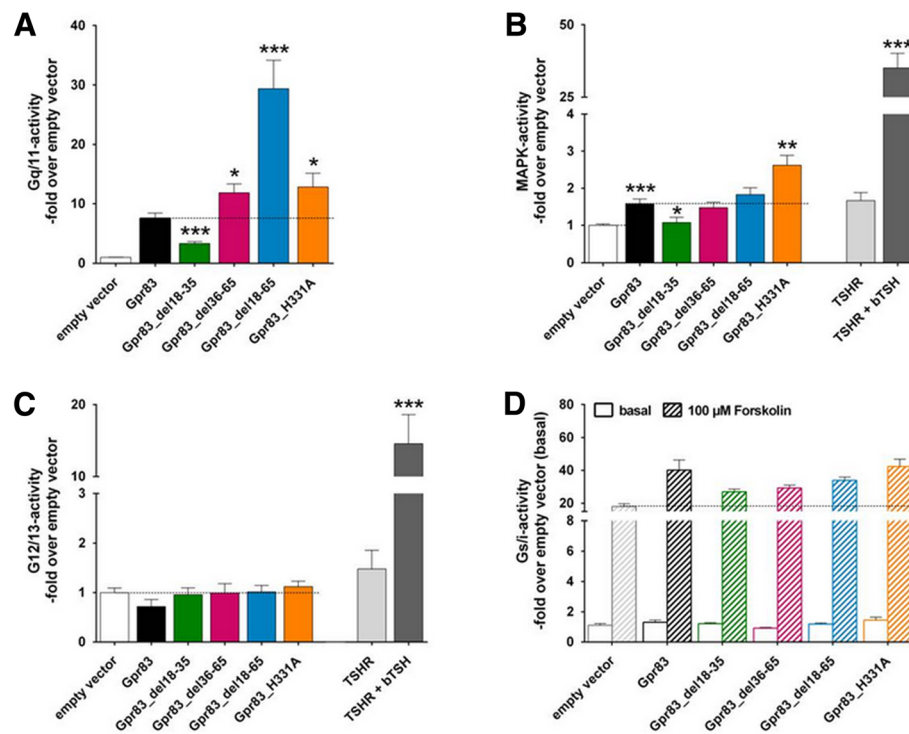 A
Gq/11-activity
-fold over empty vector
40
30
20
10
0
***
*
***
*
empty vector
Gpr83
Gpr83_del18-35
Gpr83_del36-65
Gpr83_del18-65
Gpr83_H331A
B
MAPK-activity
-fold over empty vector
50
25
4
3
2
1
0
***
*
**
***
empty vector
Gpr83
Gpr83_del18-35
Gpr83_del36-65
Gpr83_del18-65
Gpr83_H331A
TSHR
TSHR + bTSH
C
G12/13-activity
-fold over empty vector
20
10
3
2
1
0
***
empty vector
Gpr83
Gpr83_del18-35
Gpr83_del36-65
Gpr83_del18-65
Gpr83_H331A
TSHR
TSHR + bTSH
D
Gs/i-activity
-fold over empty vector (basal)
80
60
40
20
8
6
4
2
0
basal
100 µM Forskolin
empty vector
Gpr83
Gpr83_del18-35
Gpr83_del36-65
Gpr83_del18-65
Gpr83_H331A